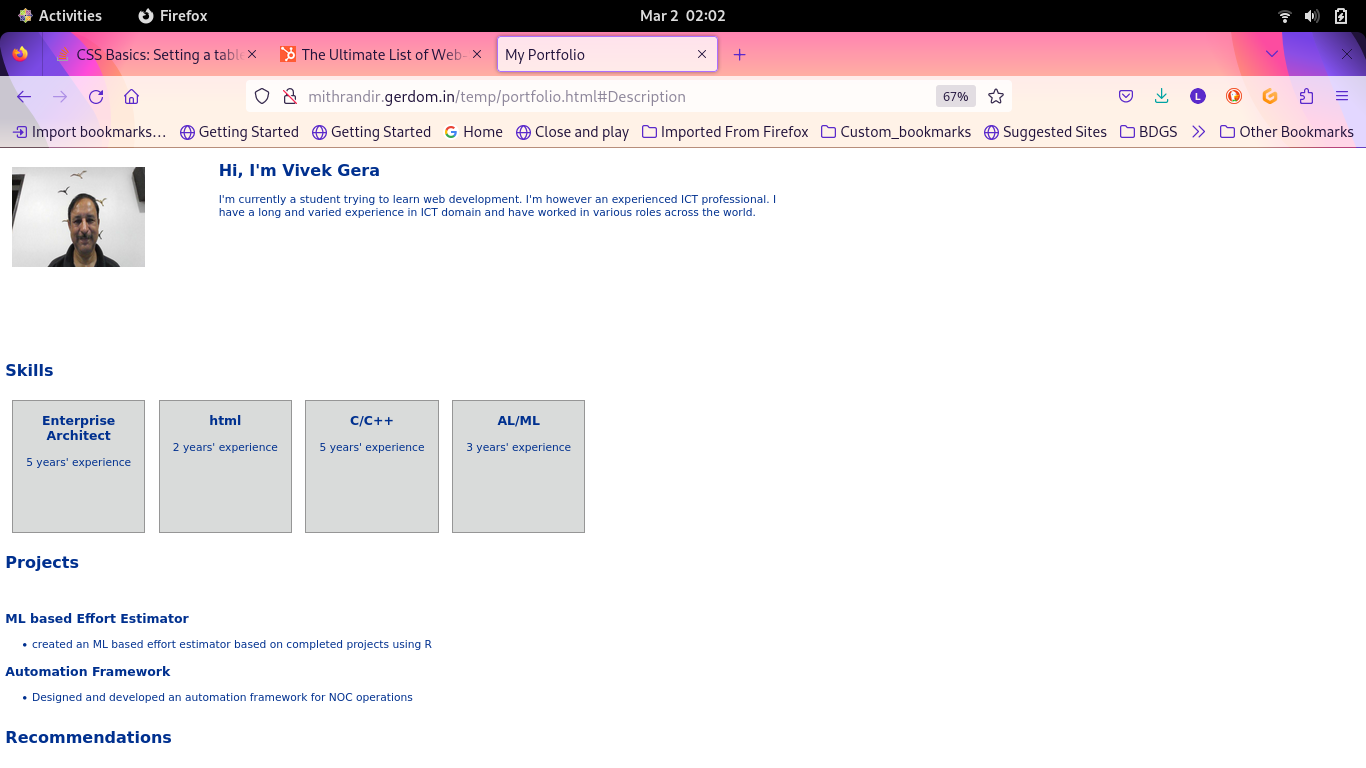 Activities
Firefox
Mar 2 02:02
CSS Basics: Setting a tabl
The Ultimate List of Web-
My Portfolio
mithrandir.gerdom.in/temp/portfolio.html#Description
67%
L
Import bookmarks…
Getting Started
Getting Started
Home
Close and play
Imported From Firefox
Custom_bookmarks
Suggested Sites
BDGS
Other Bookmarks
Hi, I'm Vivek Gera
I'm currently a student trying to learn web development. I'm however an experienced ICT professional. I
have a long and varied experience in ICT domain and have worked in various roles across the world.
Skills
Enterprise
Architect
5 years' experience
html
2 years' experience
C/C++
5 years' experience
AL/ML
3 years' experience
Projects
ML based Effort Estimator
• created an ML based effort estimator based on completed projects using R
Automation Framework
• Designed and developed an automation framework for NOC operations
Recommendations